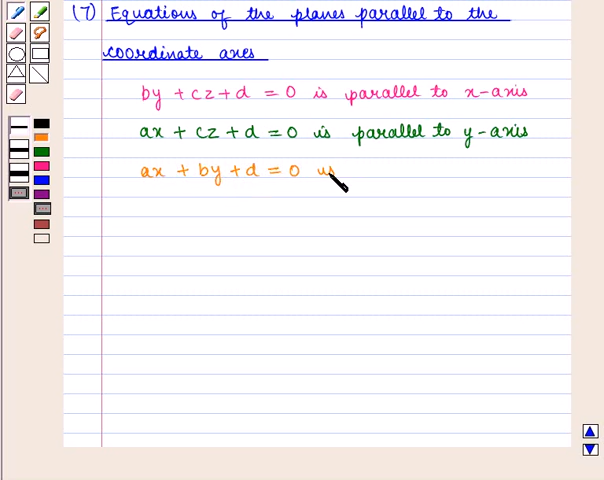 (7) Equations of the planes parallel to the
coordinate axes
by + cz + d = 0 is parallel to x-axis
ax + cz + d = 0 is parallel to y-axis
ax + by + d = 0 is